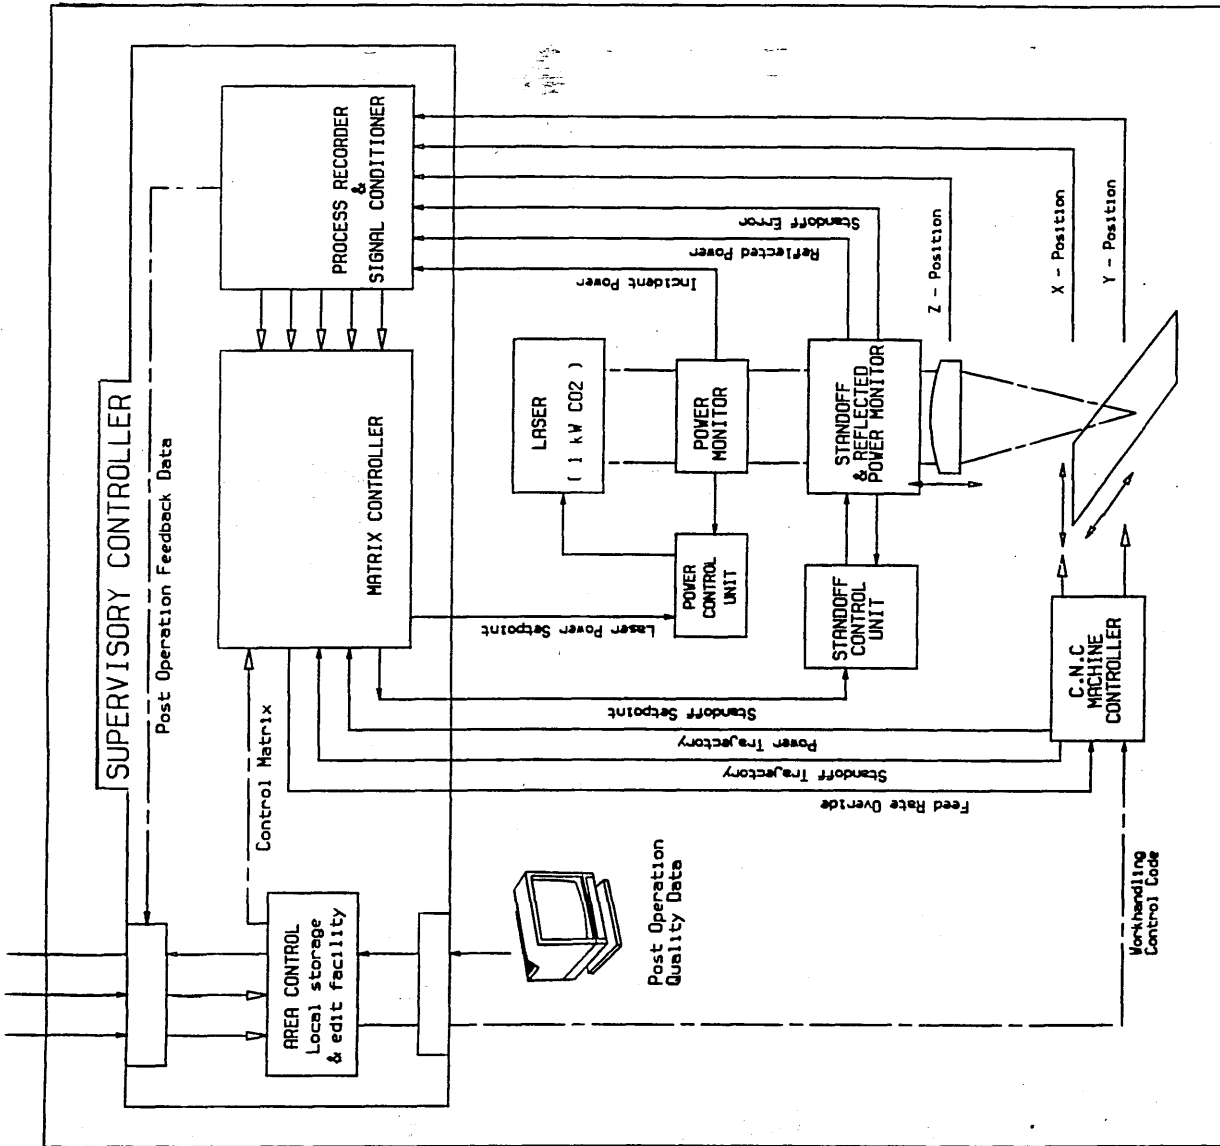 SUPERVISORY CONTROLLER
Post Operation Feedback Data
PROCESS RECORDER
&
SIGNAL CONDITIONER
MATRIX CONTROLLER
Control Matrix
AREA CONTROL
Local storage
& edit facility
Incident Power
Reflected Power
Standoff Error
Z - Position
X - Position
Y - Position
LASER
( 1 kW CO2 )
POWER
MONITOR
STANDOFF
& REFLECTED
POWER MONITOR
POWER
CONTROL
UNIT
STANDOFF
CONTROL
UNIT
C.N.C
MACHINE
CONTROLLER
Laser Power Setpoint
Standoff Setpoint
Power Trajectory
Standoff Trajectory
Feed Rate Override
Post Operation
Quality Data
Workhandling
Control Code